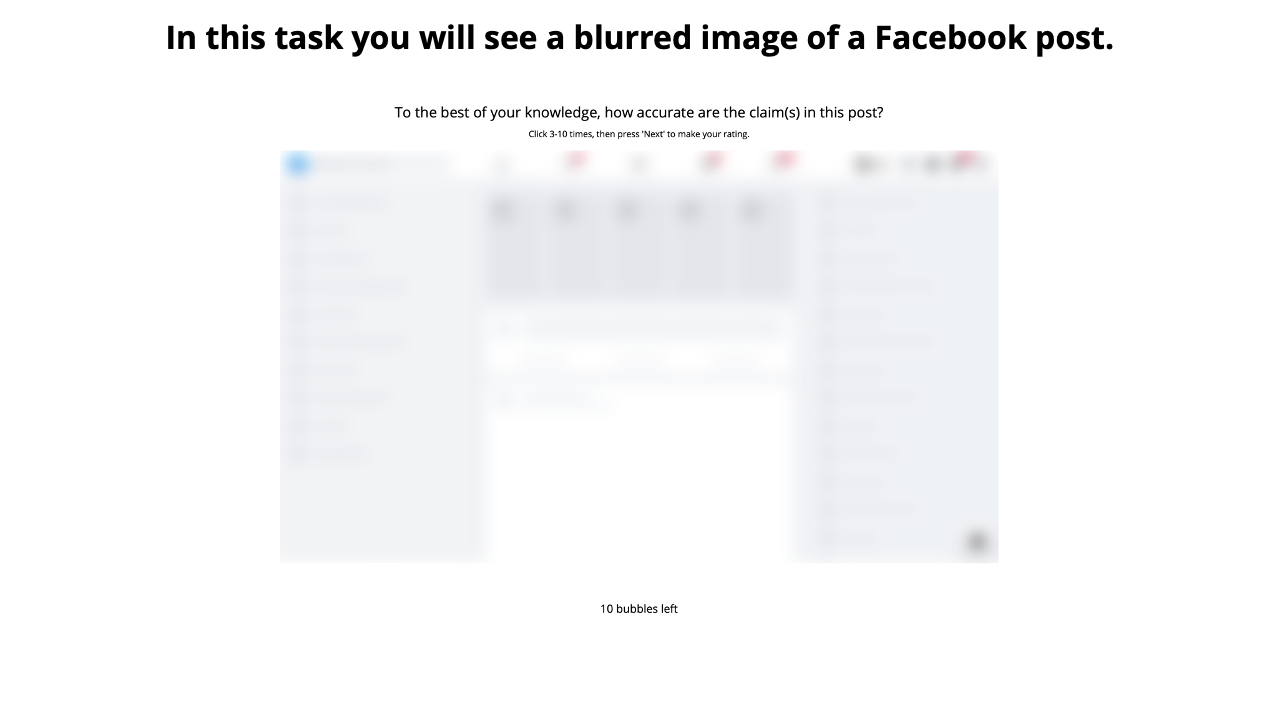 In this task you will see a blurred image of a Facebook post.
To the best of your knowledge, how accurate are the claim(s) in this post?
Click 3-10 times, then press 'Next' to make your rating.
10 bubbles left